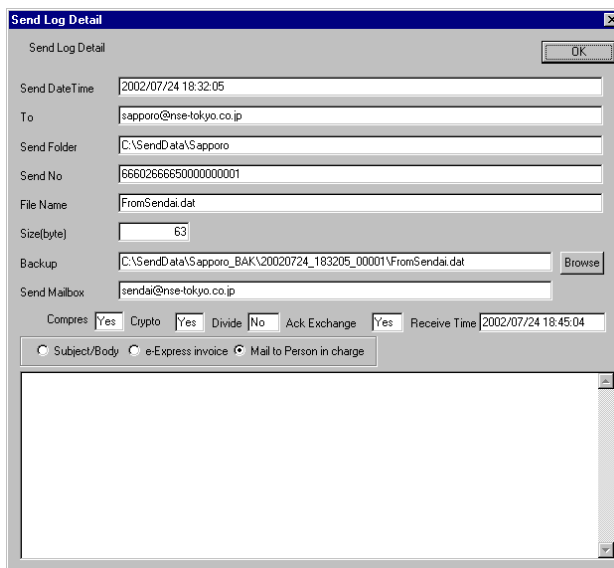 Send Log Detail
Send Log Detail
OK
Send DateTime 2002/07/24 18:32:05
To sapporo@nse-tokyo.co.jp
Send Folder C:\SendData\Sapporo
Send No 66602666650000000001
File Name FromSendai.dat
Size(byte) 63
Backup C:\SendData\Sapporo_BAK\20020724_183205_00001\FromSendai.dat Browse
Send Mailbox sendai@nse-tokyo.co.jp
Compres Yes Crypto Yes Divide No Ack Exchange Yes Receive Time 2002/07/24 18:45:04
Subject/Body e-Express invoice Mail to Person in charge